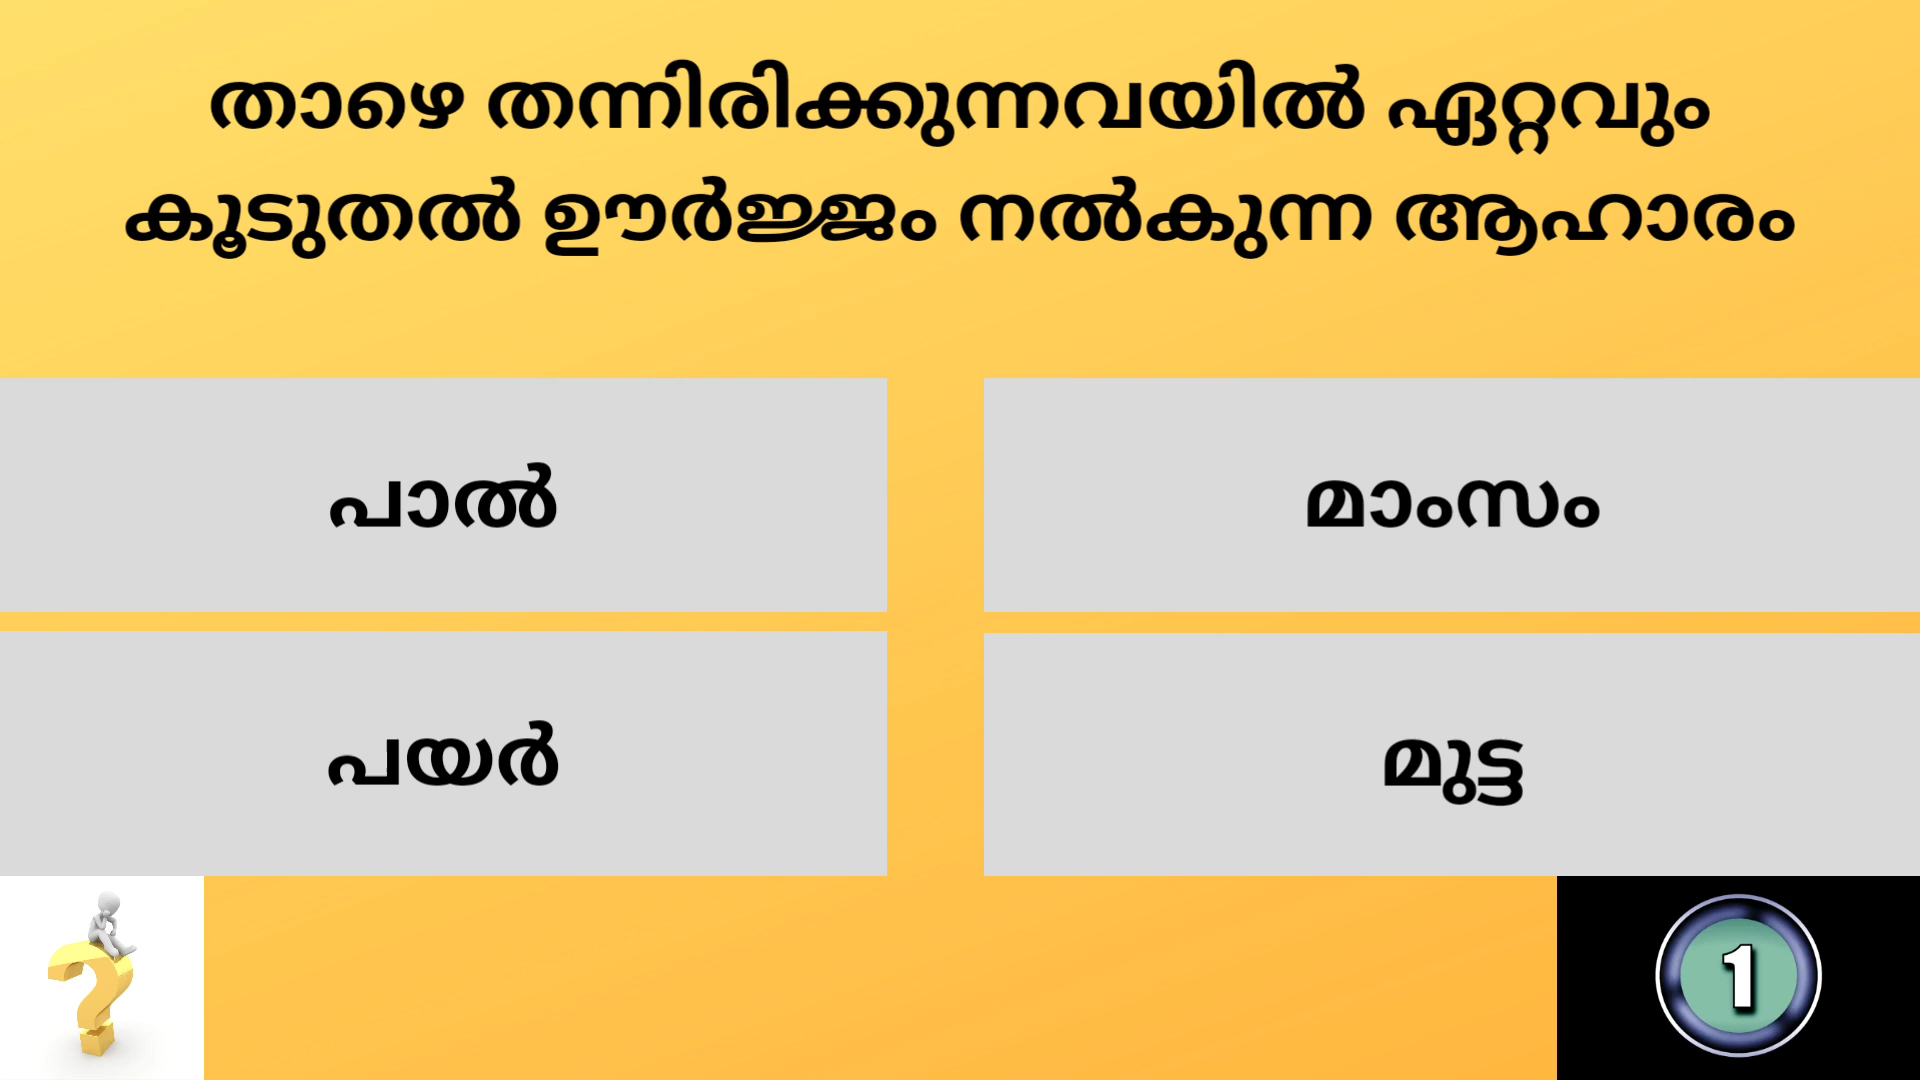 താഴെ തന്നിരിക്കുന്നവയിൽ ഏറ്റവും
കൂടുതൽ ഊർജ്ജം നൽകുന്ന ആഹാരം
പാൽ
മാംസം
പയർ
മുട്ട
1